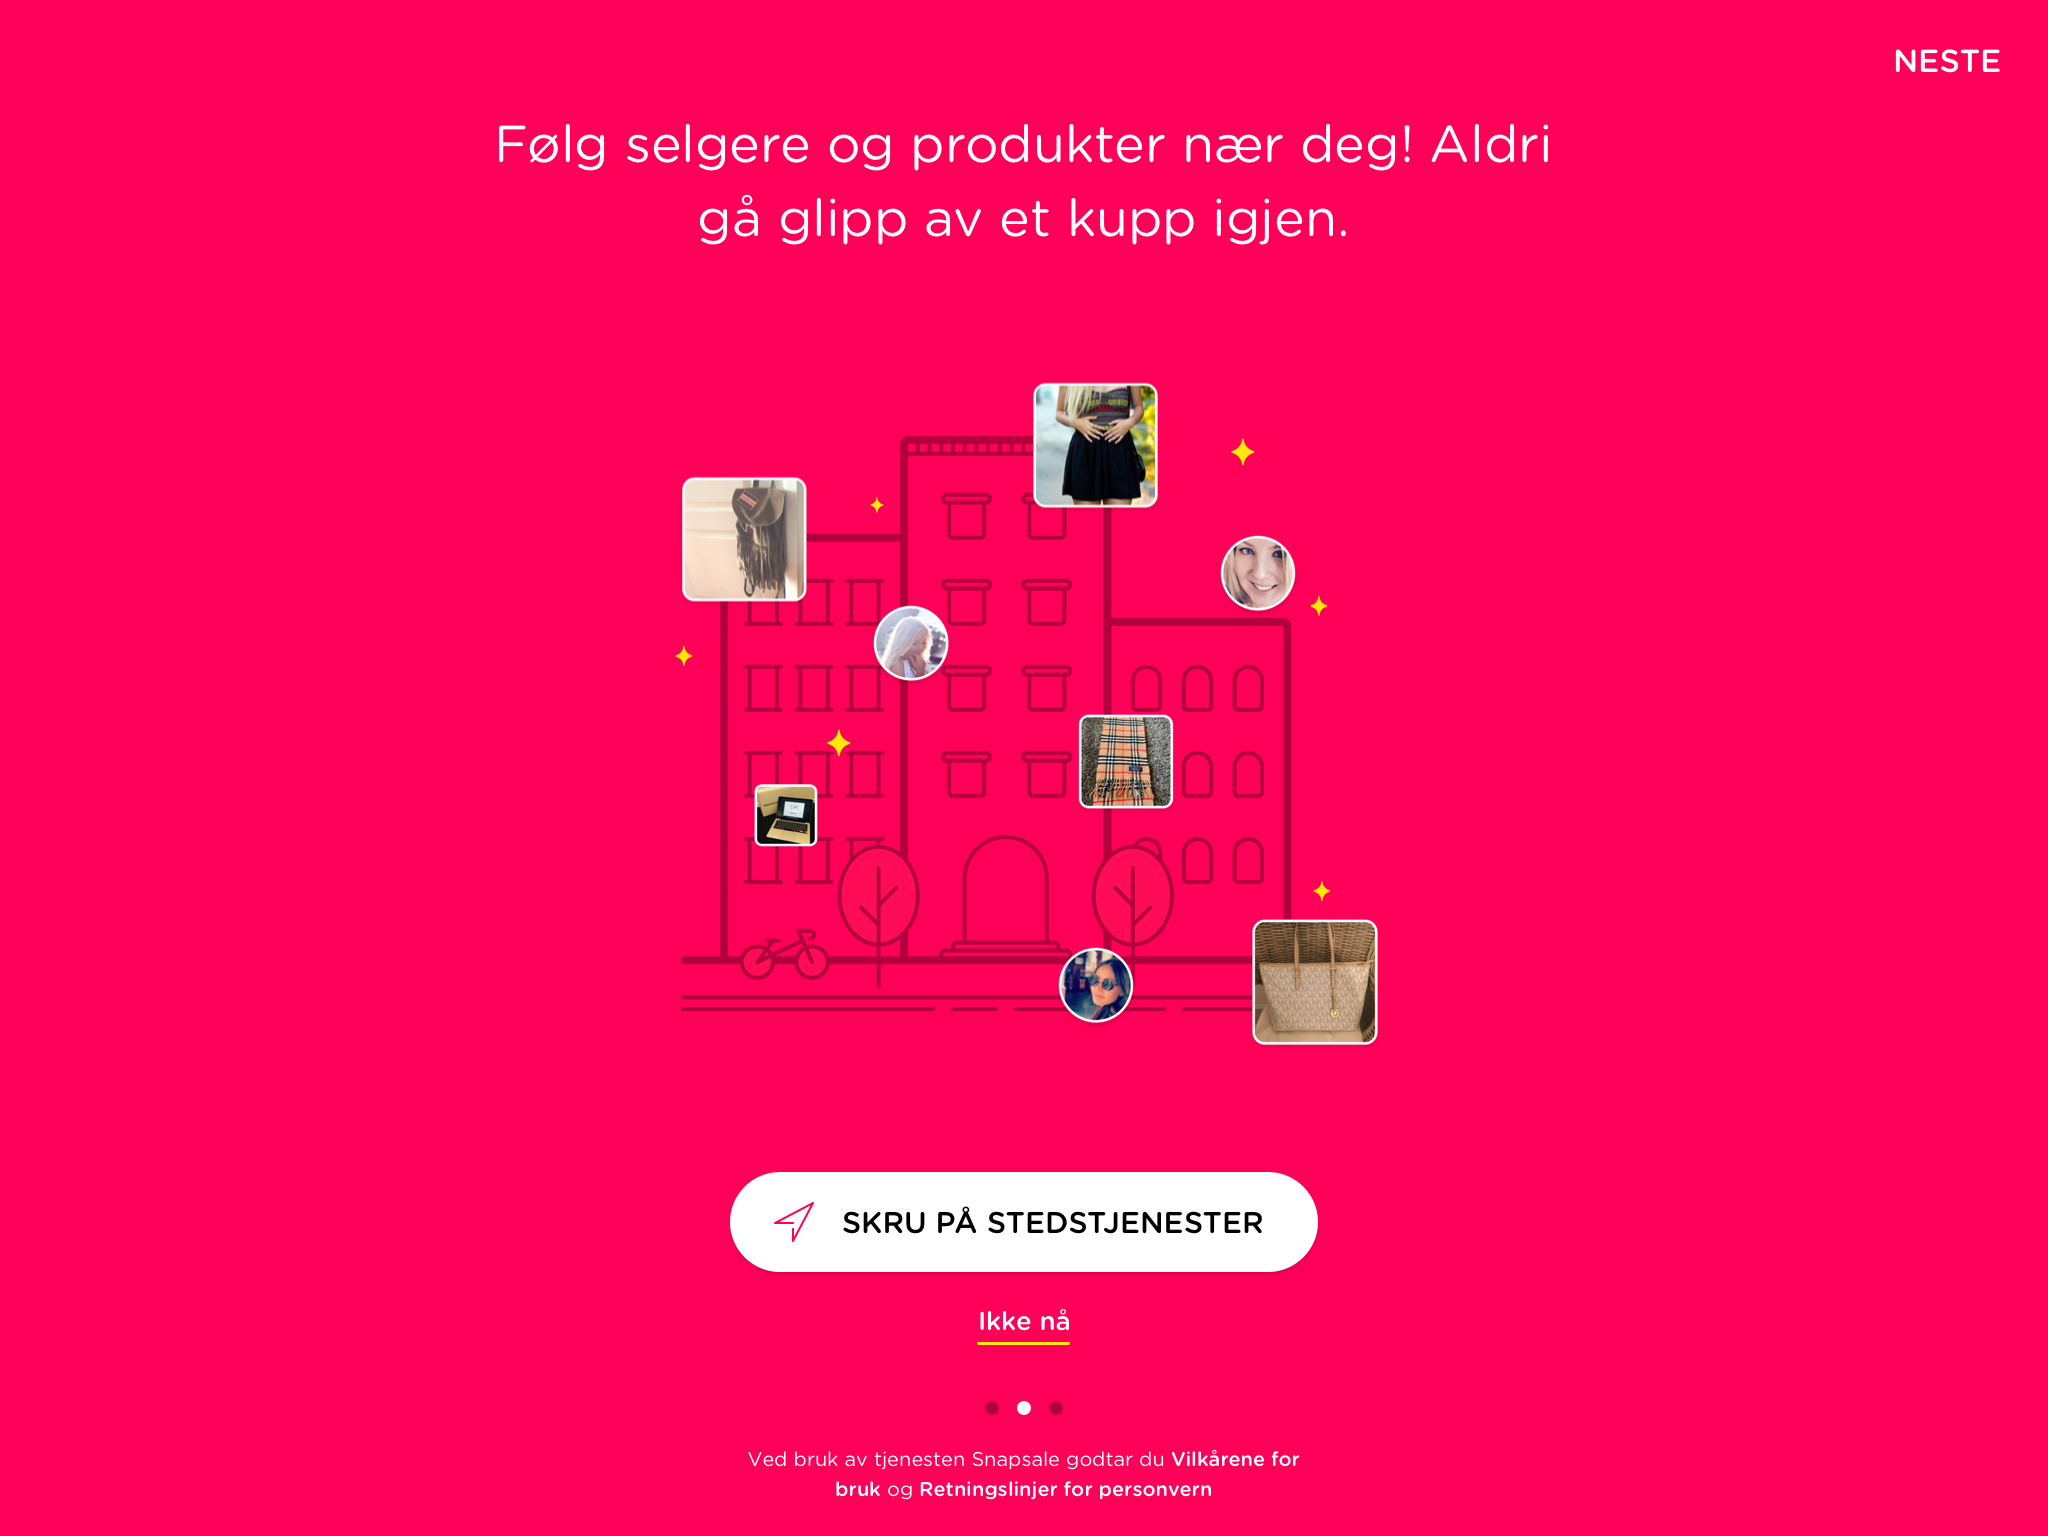 NESTE
Følg selgere og produkter nær deg! Aldri
gå glipp av et kupp igjen.
SKRU PÅ STEDSTJENESTER
Ikke nå
Ved bruk av tjenesten Snapsale godtar du Vilkårene for
bruk og Retningslinjer for personvern